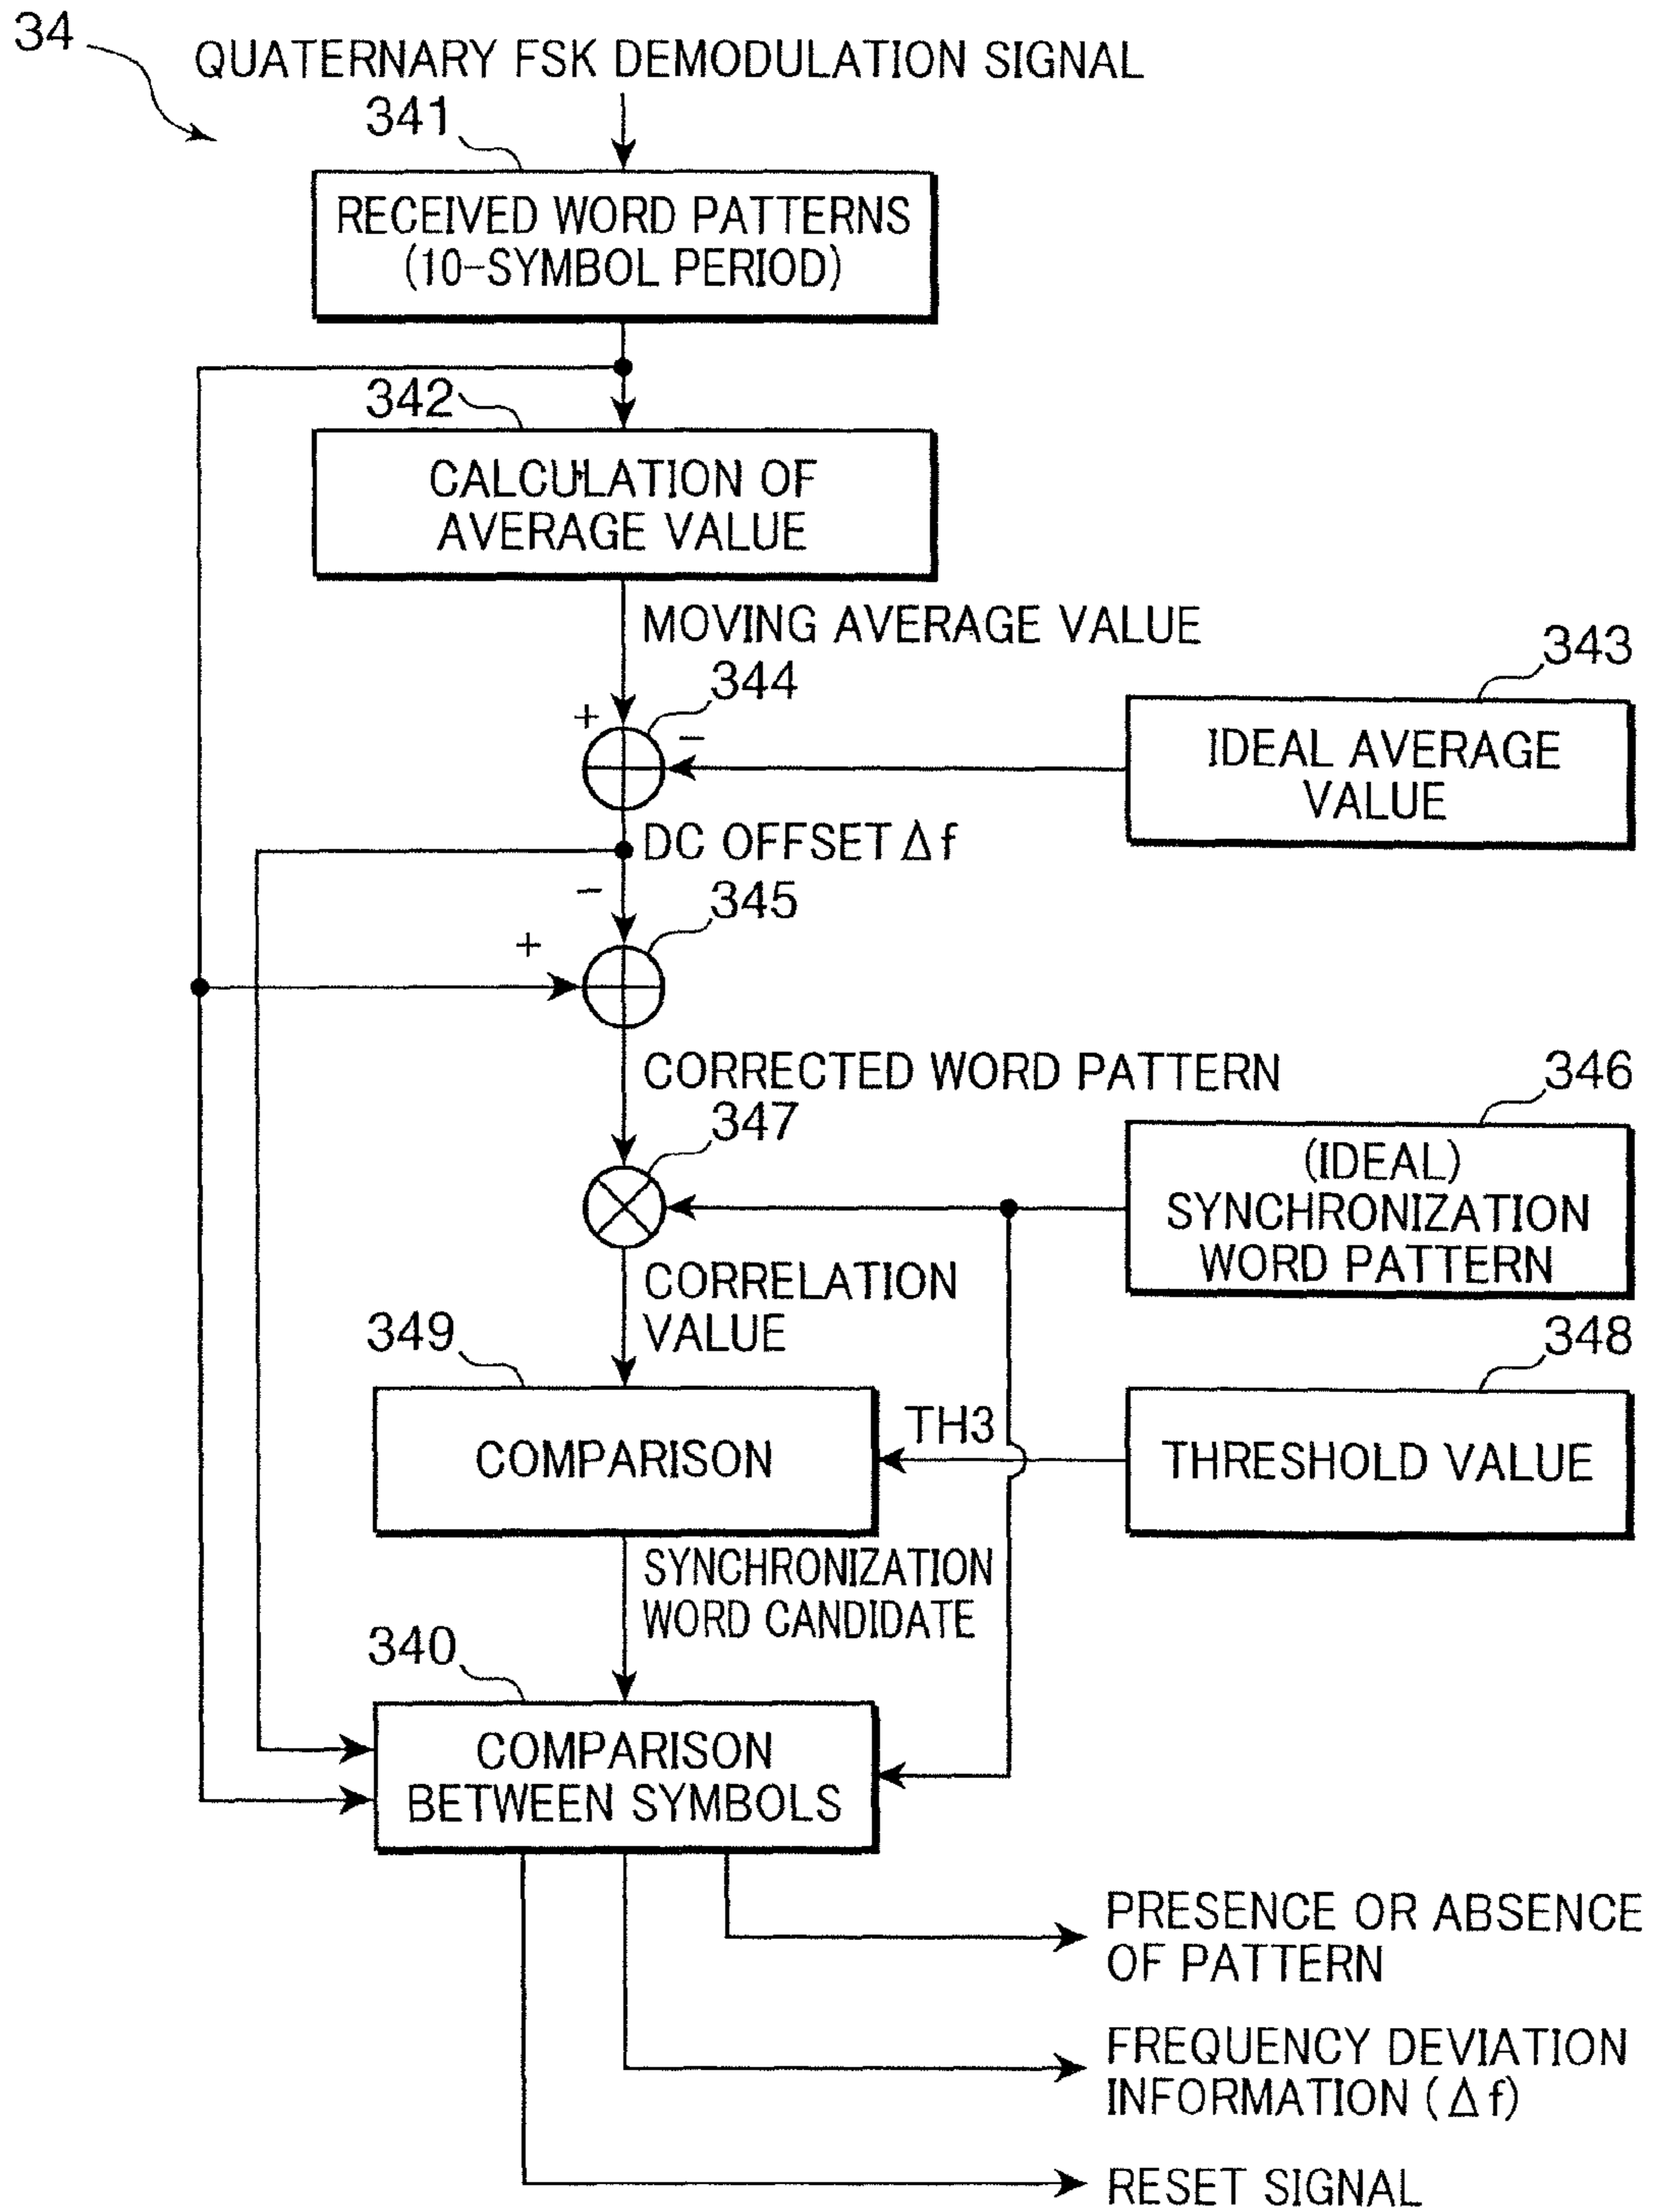 34
QUATERNARY FSK DEMODULATION SIGNAL
341
RECEIVED WORD PATTERNS
(10-SYMBOL PERIOD)
342
CALCULATION OF
AVERAGE VALUE
MOVING AVERAGE VALUE
343
344
+
−
IDEAL AVERAGE
VALUE
DC OFFSET Δf
−
345
+
CORRECTED WORD PATTERN
346
347
(IDEAL)
SYNCHRONIZATION
WORD PATTERN
CORRELATION
VALUE
349
348
TH3
COMPARISON
THRESHOLD VALUE
SYNCHRONIZATION
WORD CANDIDATE
340
COMPARISON
BETWEEN SYMBOLS
PRESENCE OR ABSENCE
OF PATTERN
FREQUENCY DEVIATION
INFORMATION (Δf)
RESET SIGNAL